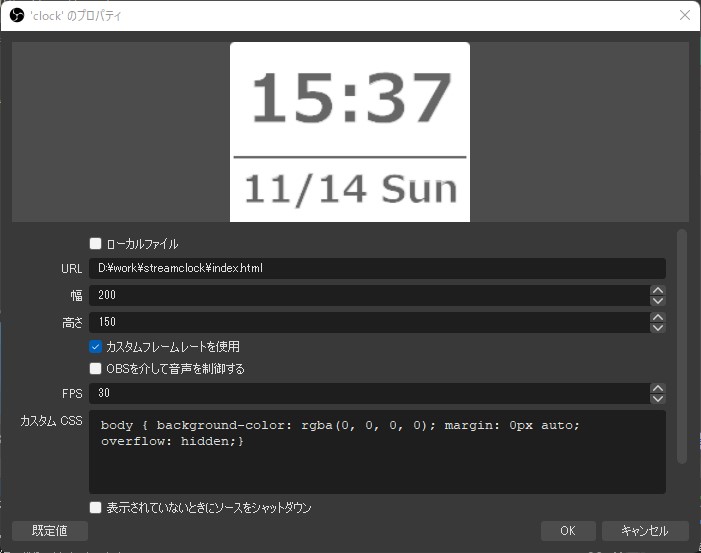 'clock' のプロパティ
15:37
11/14 Sun
ローカルファイル
URL D:¥work¥streamclock¥index.html
幅 200
高さ 150
カスタムフレームレートを使用
OBSを介して音声を制御する
FPS 30
カスタム CSS body { background-color: rgba(0, 0, 0, 0); margin: 0px auto;
overflow: hidden;}
表示されていないときにソースをシャットダウン
既定値 OK キャンセル